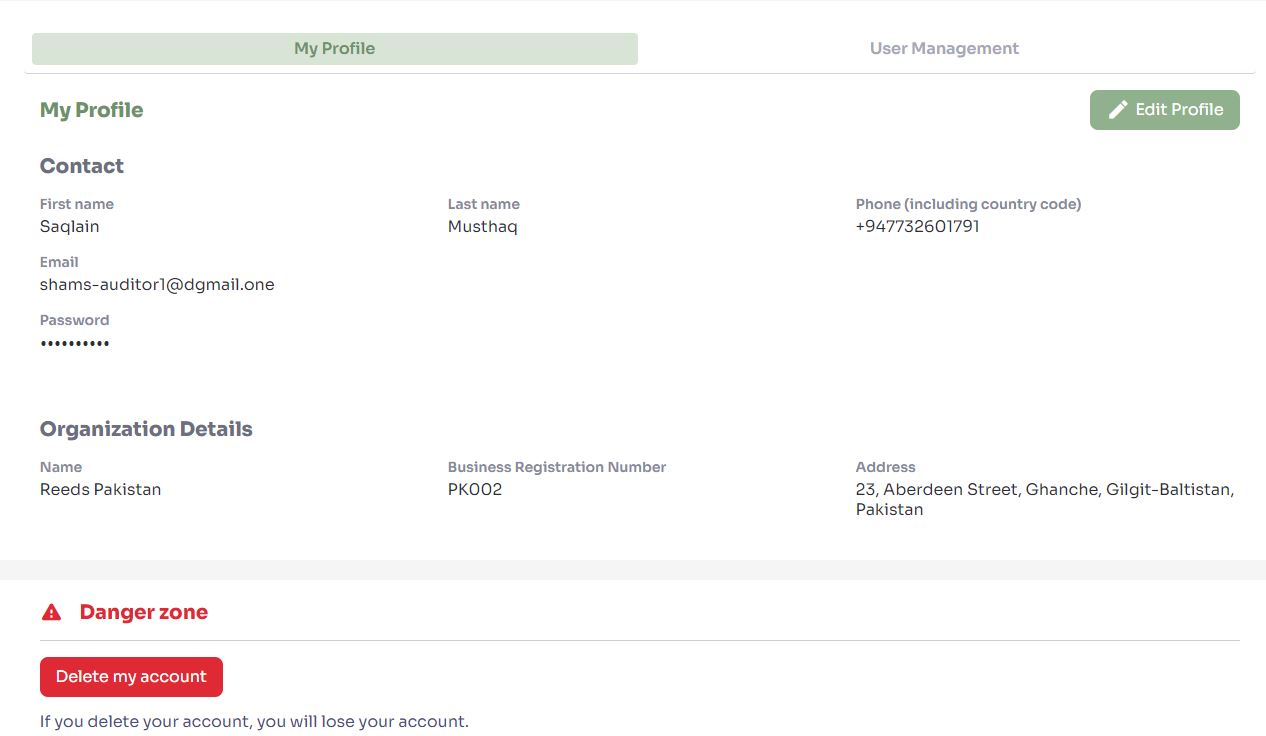 My Profile
User Management
My Profile
Edit Profile
Contact
First name
Last name
Phone (including country code)
Saqlain
Musthaq
+947732601791
Email
shams-auditor1@dgmail.one
Password
••••••••••
Organization Details
Name
Business Registration Number
Address
Reeds Pakistan
PK002
23, Aberdeen Street, Ghanche, Gilgit-Baltistan,
Pakistan
Danger zone
Delete my account
If you delete your account, you will lose your account.